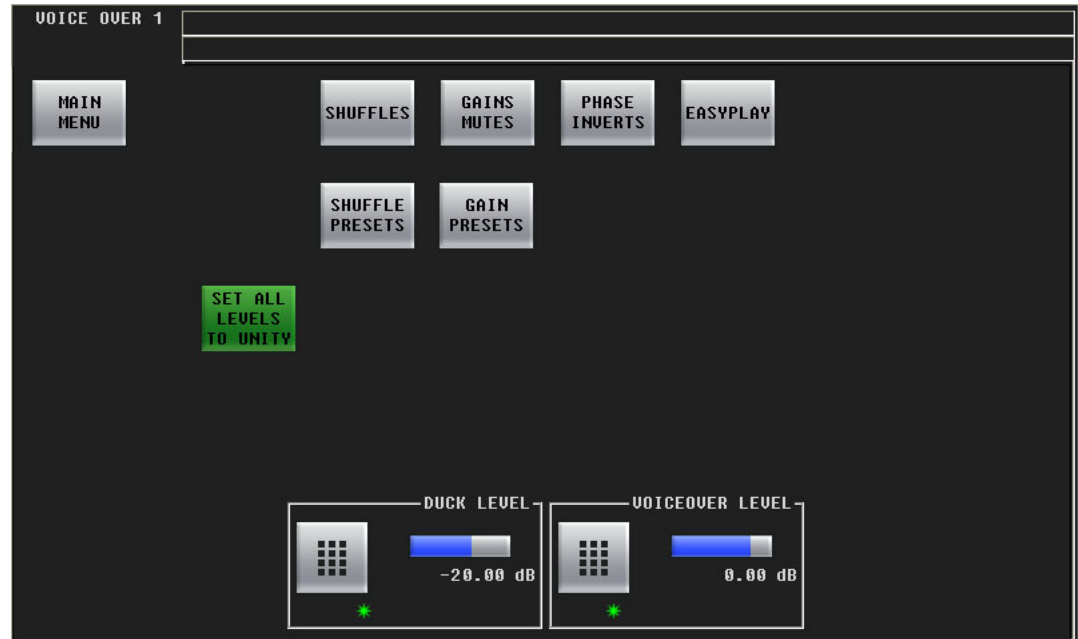 VOICE OVER 1
MAIN
MENU
SHUFFLES
GAINS
MUTES
PHASE
INVERTS
EASYPLAY
SHUFFLE
PRESETS
GAIN
PRESETS
SET ALL
LEVELS
TO UNITY
DUCK LEVEL
-20.00 dB
VOICEOVER LEVEL
0.00 dB